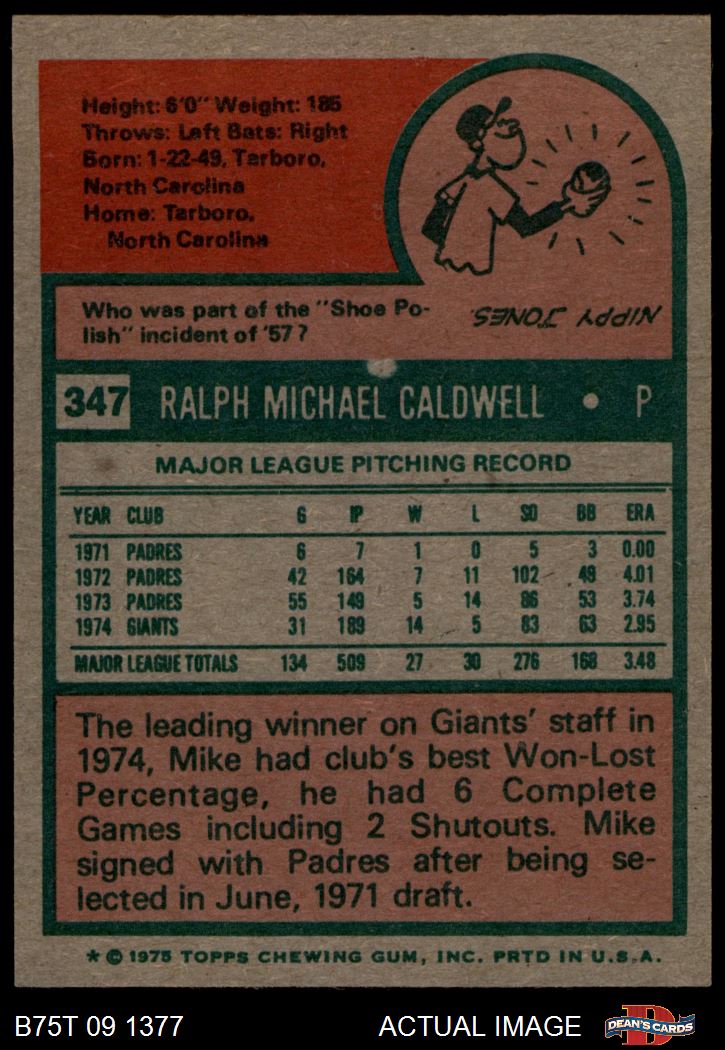 Height: 6'0" Weight: 185
Throws: Left Bats: Right
Born: 1-22-49, Tarboro,
North Carolina
Home: Tarboro,
North Carolina
Who was part of the "Shoe Po-
lish" incident of '57?
NIPPY JONES
347 RALPH MICHAEL CALDWELL • P
MAJOR LEAGUE PITCHING RECORD
YEAR CLUB G IP W L SO BB ERA
1971 PADRES 6 7 1 0 5 3 0.00
1972 PADRES 42 164 7 11 102 49 4.01
1973 PADRES 55 149 5 14 86 53 3.74
1974 GIANTS 31 189 14 5 83 63 2.95
MAJOR LEAGUE TOTALS 134 509 27 30 276 168 3.48
The leading winner on Giants' staff in
1974, Mike had club's best Won-Lost
Percentage, he had 6 Complete
Games including 2 Shutouts. Mike
signed with Padres after being se-
lected in June, 1971 draft.
* © 1975 TOPPS CHEWING GUM, INC. PRTD IN U.S.A.
B75T 09 1377 ACTUAL IMAGE
DEAN'S CARDS